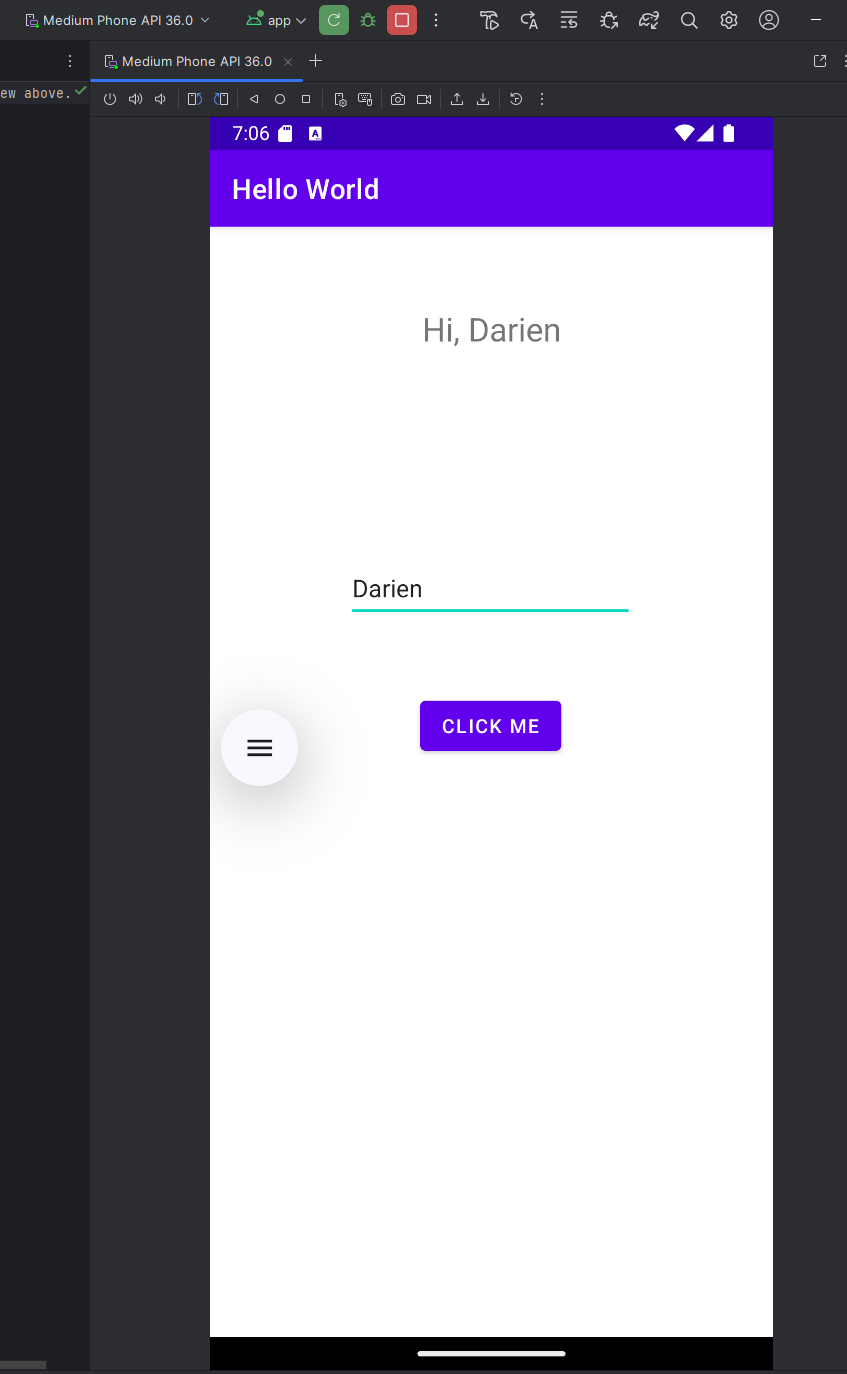 Medium Phone API 36.0
app
Medium Phone API 36.0
ew above.
7:06
Hello World
Hi, Darien
Darien
CLICK ME